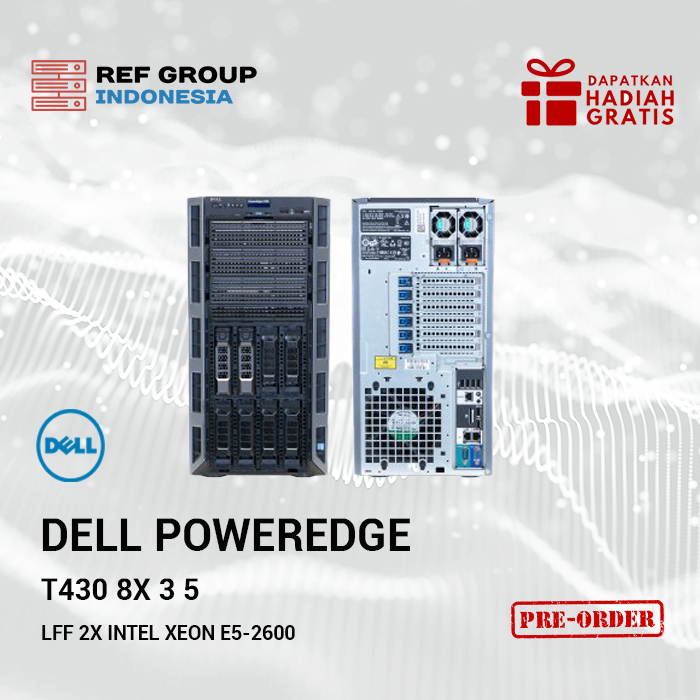 REF GROUP
INDONESIA
DAPATKAN
HADIAH
GRATIS
DELL
DELL
DELL POWEREDGE
T430 8X 3 5
LFF 2X INTEL XEON E5-2600
PRE-ORDER